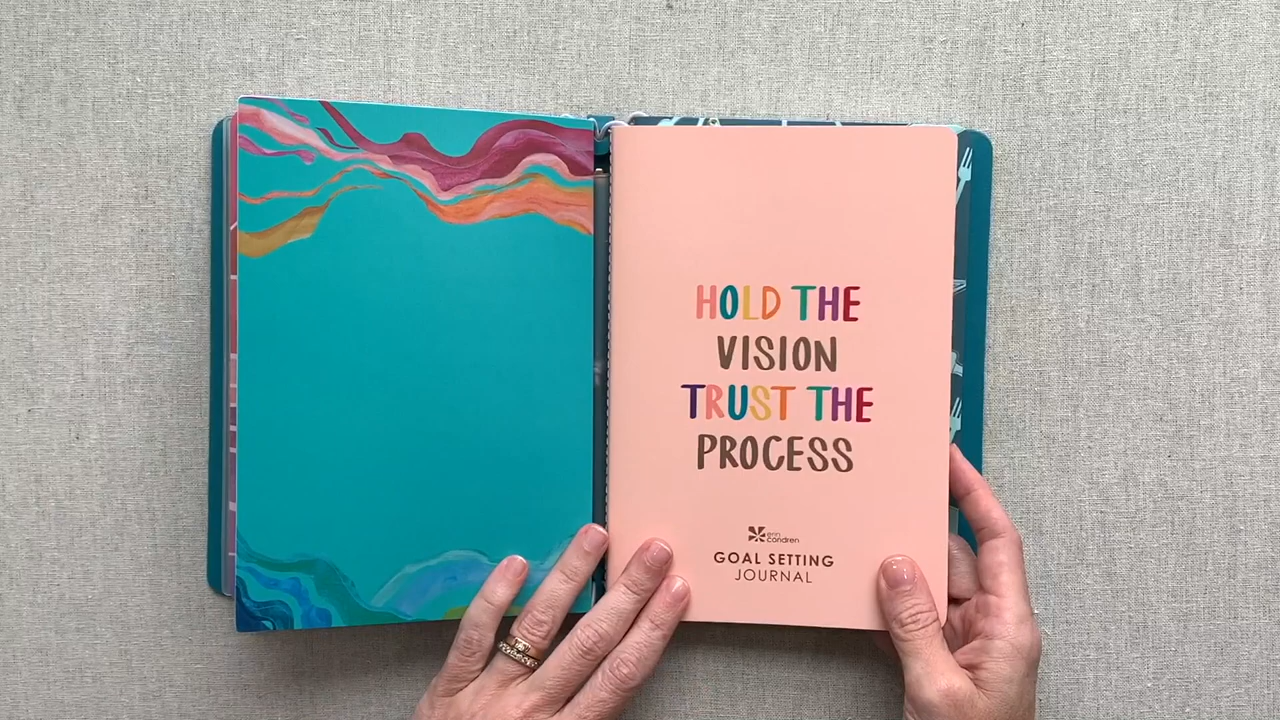 HOLD THE
VISION
TRUST THE
PROCESS
erin
condren
GOAL SETTING
JOURNAL